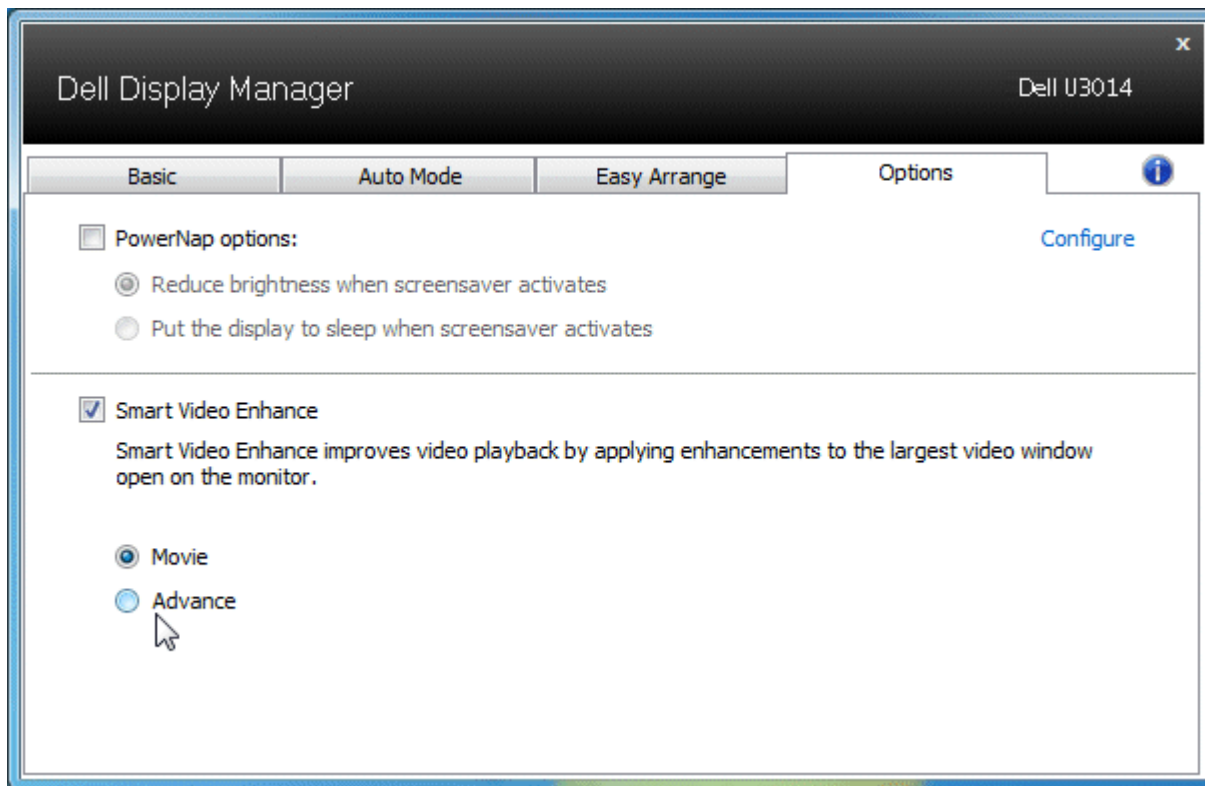 x
Dell Display Manager
Dell U3014
Basic
Auto Mode
Easy Arrange
Options
i
PowerNap options:
Configure
Reduce brightness when screensaver activates
Put the display to sleep when screensaver activates
Smart Video Enhance
Smart Video Enhance improves video playback by applying enhancements to the largest video window
open on the monitor.
Movie
Advance